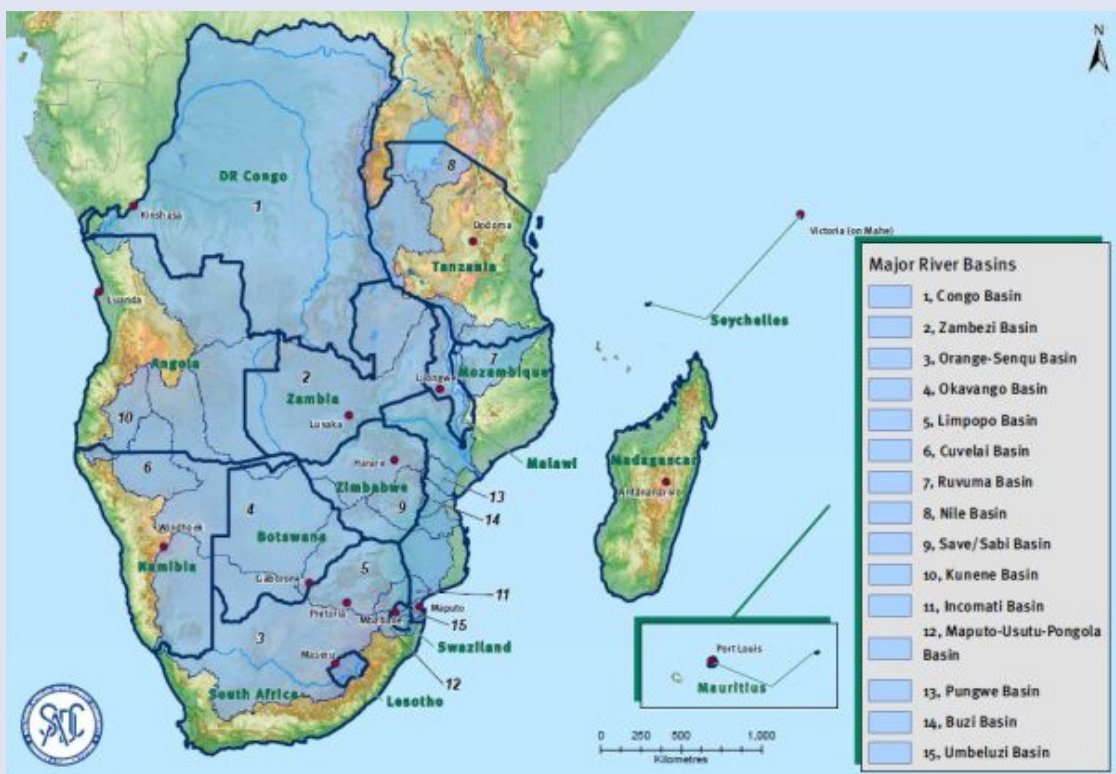 N
DR Congo
1
8
Kinshasa
Dodoma
Tanzania
Victoria (on Mahe)
Luanda
Seychelles
Angola
7
Mozambique
2
Lilongwe
Zambia
10
Lusaka
Malawi
Madagascar
Antananarivo
6
Harare
Zimbabwe
13
4
9
14
Windhoek
Botswana
Namibia
Gaborone
5
11
Pretoria
Mbabane
Maputo
15
3
Swaziland
Maseru
12
South Africa
Lesotho
SADC
Port Louis
Mauritius
0 250 500 1,000
Kilometres
Major River Basins
1, Congo Basin
2, Zambezi Basin
3, Orange-Senqu Basin
4, Okavango Basin
5, Limpopo Basin
6, Cuvelai Basin
7, Ruvuma Basin
8, Nile Basin
9, Save/Sabi Basin
10, Kunene Basin
11, Incomati Basin
12, Maputo-Usutu-Pongola
Basin
13, Pungwe Basin
14, Buzi Basin
15, Umbeluzi Basin